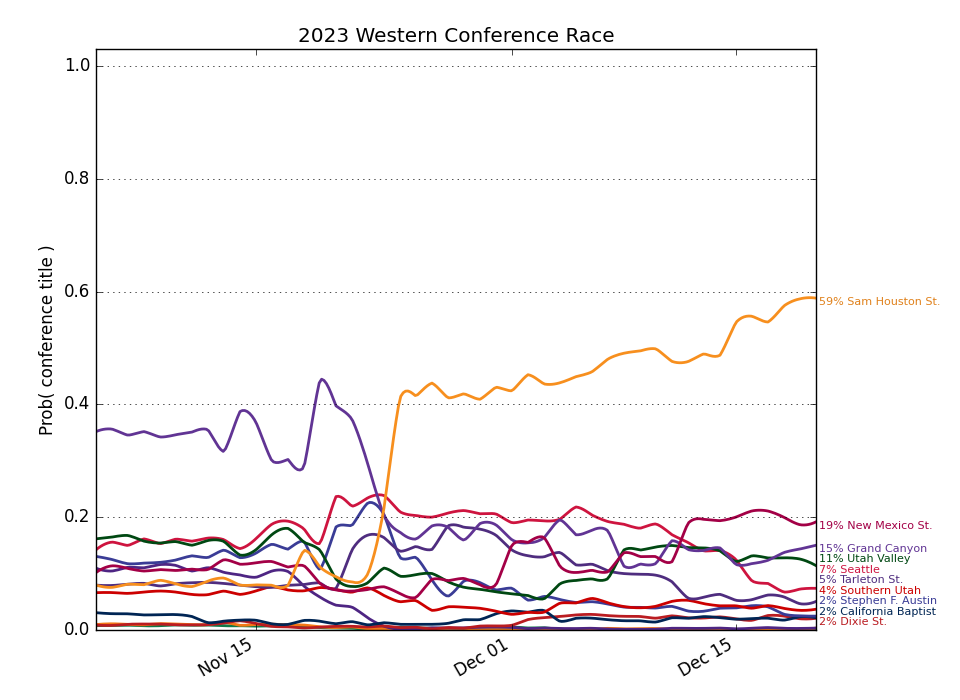 2023 Western Conference Race
1.0
0.8
0.6
0.4
0.2
0.0
Prob( conference title )
Nov 15
Dec 01
Dec 15
59% Sam Houston St.
19% New Mexico St.
15% Grand Canyon
11% Utah Valley
7% Seattle
5% Tarleton St.
4% Southern Utah
2% Stephen F. Austin
2% California Baptist
2% Dixie St.